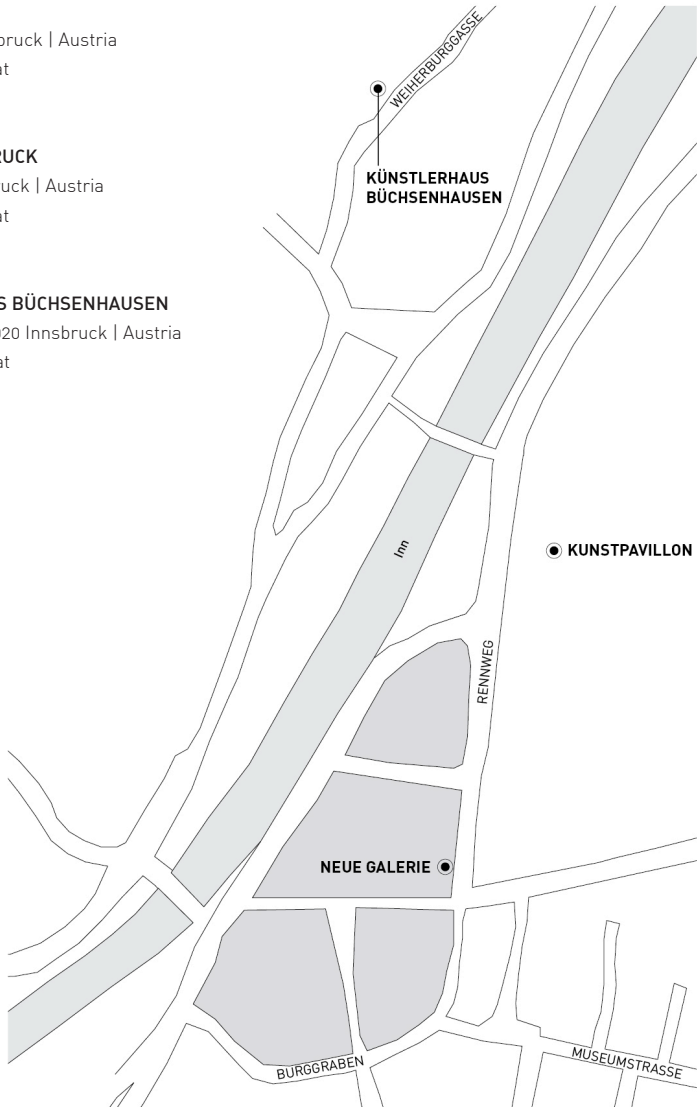 bruck | Austria
at
RUCK
uck | Austria
at
S BÜCHSENHAUSEN
020 Innsbruck | Austria
at
WEIHERBURGGASSE
KÜNSTLERHAUS
BÜCHSENHAUSEN
Inn
KUNSTPAVILLON
RENNWEG
NEUE GALERIE
BURGGRABEN
MUSEUMSTRASSE